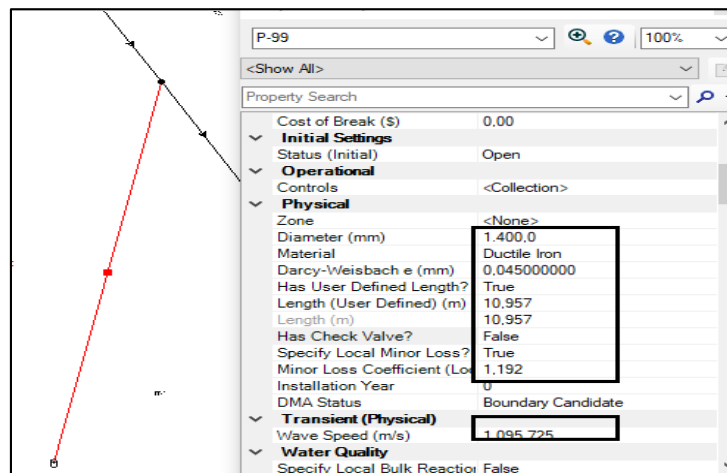 P-99 100%
<Show All>
Property Search
Cost of Break ($) 0,00
Initial Settings
Status (Initial) Open
Operational
Controls <Collection>
Physical
Zone <None>
Diameter (mm) 1.400,0
Material Ductile Iron
Darcy-Weisbach e (mm) 0,045000000
Has User Defined Length? True
Length (User Defined) (m) 10,957
Length (m) 10,957
Has Check Valve? False
Specify Local Minor Loss? True
Minor Loss Coefficient (Loc 1,192
Installation Year 0
DMA Status Boundary Candidate
Transient (Physical)
Wave Speed (m/s) 1.095,725
Water Quality
Specify Local Bulk Reaction False